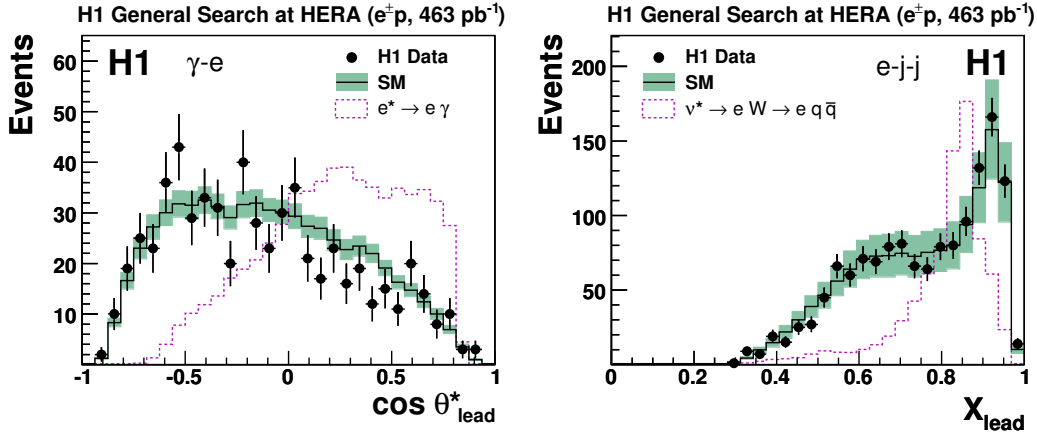 H1 General Search at HERA (e±p, 463 pb⁻¹)
H1
γ-e
H1 Data
SM
e* → e γ
Events
60
50
40
30
20
10
-1
-0.5
0
0.5
1
cos θ*lead
H1 General Search at HERA (e±p, 463 pb⁻¹)
e-j-j
H1
H1 Data
SM
ν* → e W → e q q̄
Events
200
150
100
50
0
0.2
0.4
0.6
0.8
1
Xlead